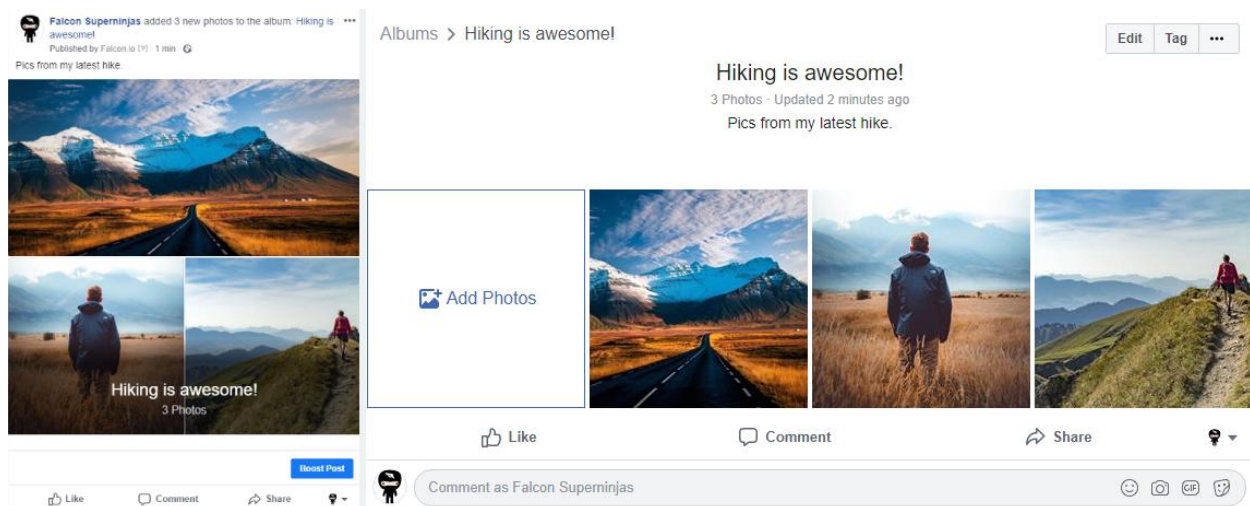 Falcon Superninjas added 3 new photos to the album: Hiking is
awesome!
Published by Falcon.io [?] · 1 min ·
Pics from my latest hike.
Hiking is awesome!
3 Photos
Boost Post
Like Comment Share
Albums > Hiking is awesome!
Edit Tag
Hiking is awesome!
3 Photos · Updated 2 minutes ago
Pics from my latest hike.
Add Photos
Like Comment Share
Comment as Falcon Superninjas
GIF